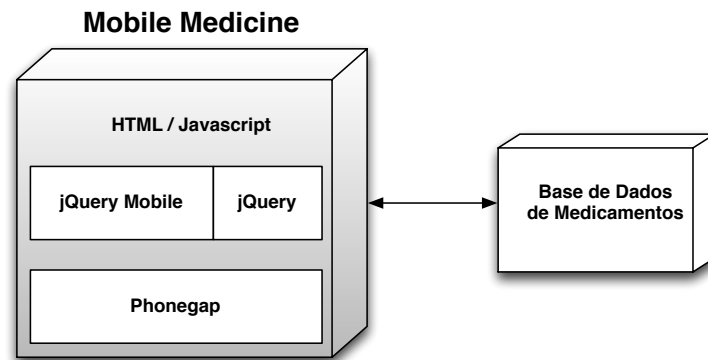 Mobile Medicine
HTML / Javascript
jQuery Mobile
jQuery
Phonegap
Base de Dados
de Medicamentos